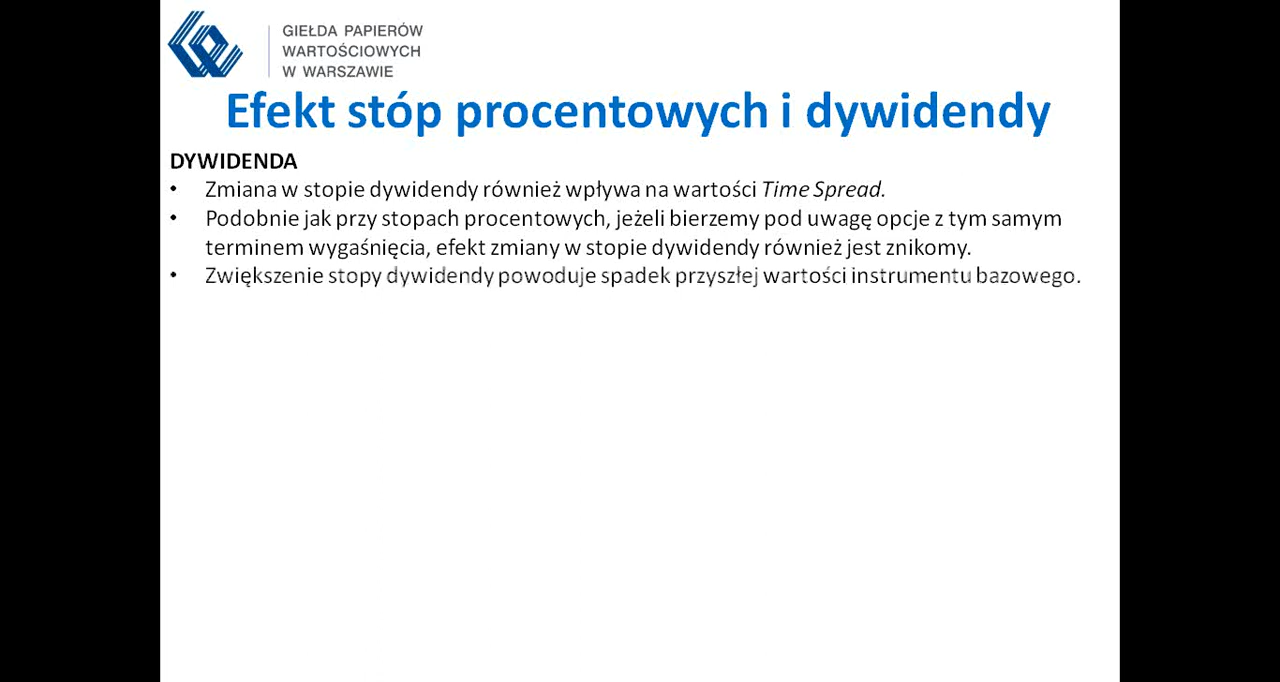 GIEŁDA PAPIERÓW
WARTOŚCIOWYCH
W WARSZAWIE
Efekt stóp procentowych i dywidendy
DYWIDENDA
• Zmiana w stopie dywidendy również wpływa na wartości Time Spread.
• Podobnie jak przy stopach procentowych, jeżeli bierzemy pod uwagę opcje z tym samym
terminem wygaśnięcia, efekt zmiany w stopie dywidendy również jest znikomy.
• Zwiększenie stopy dywidendy powoduje spadek przyszłej wartości instrumentu bazowego.